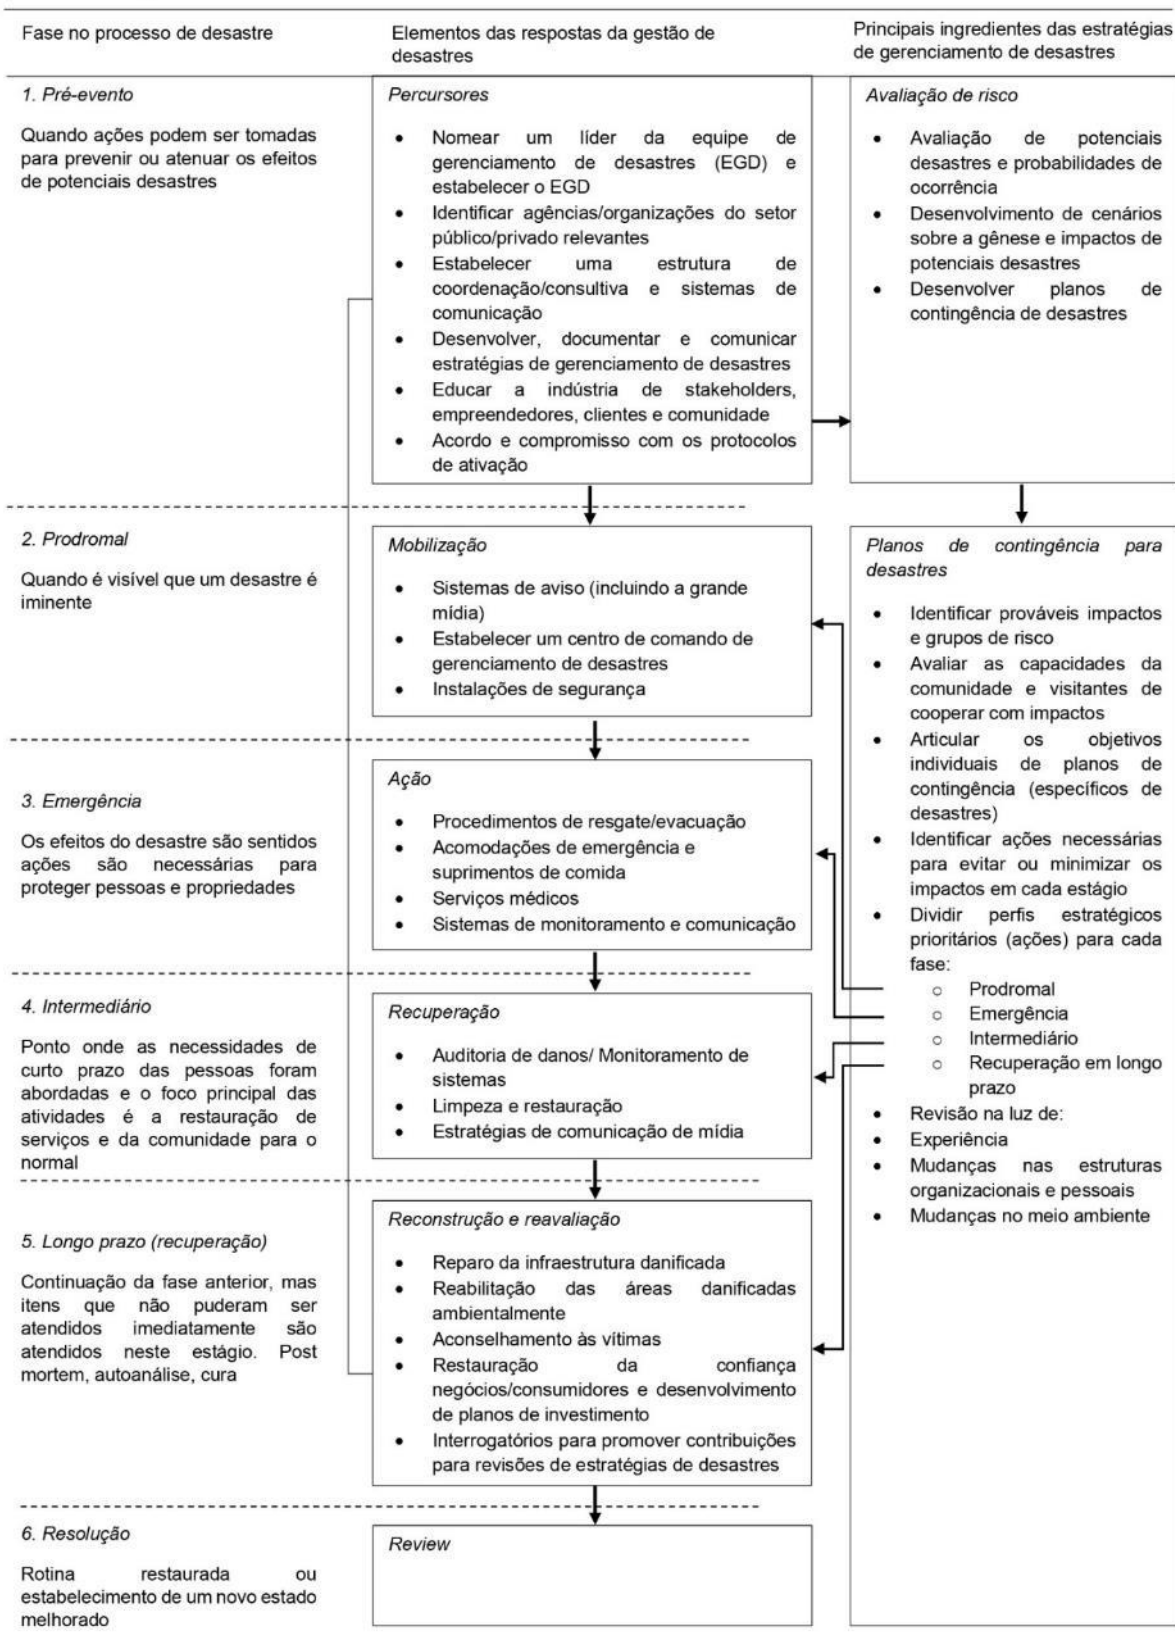 Fase no processo de desastre
Elementos das respostas da gestão de
desastres
Principais ingredientes das estratégias
de gerenciamento de desastres
1. Pré-evento
Quando ações podem ser tomadas
para prevenir ou atenuar os efeitos
de potenciais desastres
Percursores
• Nomear um líder da equipe de
gerenciamento de desastres (EGD) e
estabelecer o EGD
• Identificar agências/organizações do setor
público/privado relevantes
• Estabelecer uma estrutura de
coordenação/consultiva e sistemas de
comunicação
• Desenvolver, documentar e comunicar
estratégias de gerenciamento de desastres
• Educar a indústria de stakeholders,
empreendedores, clientes e comunidade
• Acordo e compromisso com os protocolos
de ativação
Avaliação de risco
• Avaliação de potenciais
desastres e probabilidades de
ocorrência
• Desenvolvimento de cenários
sobre a gênese e impactos de
potenciais desastres
• Desenvolver planos de
contingência de desastres
2. Prodromal
Quando é visível que um desastre é
iminente
Mobilização
• Sistemas de aviso (incluindo a grande
mídia)
• Estabelecer um centro de comando de
gerenciamento de desastres
• Instalações de segurança
Planos de contingência para
desastres
• Identificar prováveis impactos
e grupos de risco
• Avaliar as capacidades da
comunidade e visitantes de
cooperar com impactos
• Articular os objetivos
individuais de planos de
contingência (específicos de
desastres)
• Identificar ações necessárias
para evitar ou minimizar os
impactos em cada estágio
• Dividir perfis estratégicos
prioritários (ações) para cada
fase:
○ Prodromal
○ Emergência
○ Intermediário
○ Recuperação em longo
prazo
• Revisão na luz de:
• Experiência
• Mudanças nas estruturas
organizacionais e pessoais
• Mudanças no meio ambiente
3. Emergência
Os efeitos do desastre são sentidos
ações são necessárias para
proteger pessoas e propriedades
Ação
• Procedimentos de resgate/evacuação
• Acomodações de emergência e
suprimentos de comida
• Serviços médicos
• Sistemas de monitoramento e comunicação
4. Intermediário
Ponto onde as necessidades de
curto prazo das pessoas foram
abordadas e o foco principal das
atividades é a restauração de
serviços e da comunidade para o
normal
Recuperação
• Auditoria de danos/ Monitoramento de
sistemas
• Limpeza e restauração
• Estratégias de comunicação de mídia
5. Longo prazo (recuperação)
Continuação da fase anterior, mas
itens que não puderam ser
atendidos imediatamente são
atendidos neste estágio. Post
mortem, autoanálise, cura
Reconstrução e reavaliação
• Reparo da infraestrutura danificada
• Reabilitação das áreas danificadas
ambientalmente
• Aconselhamento às vítimas
• Restauração da confiança
negócios/consumidores e desenvolvimento
de planos de investimento
• Interrogatórios para promover contribuições
para revisões de estratégias de desastres
6. Resolução
Rotina restaurada ou
estabelecimento de um novo estado
melhorado
Review